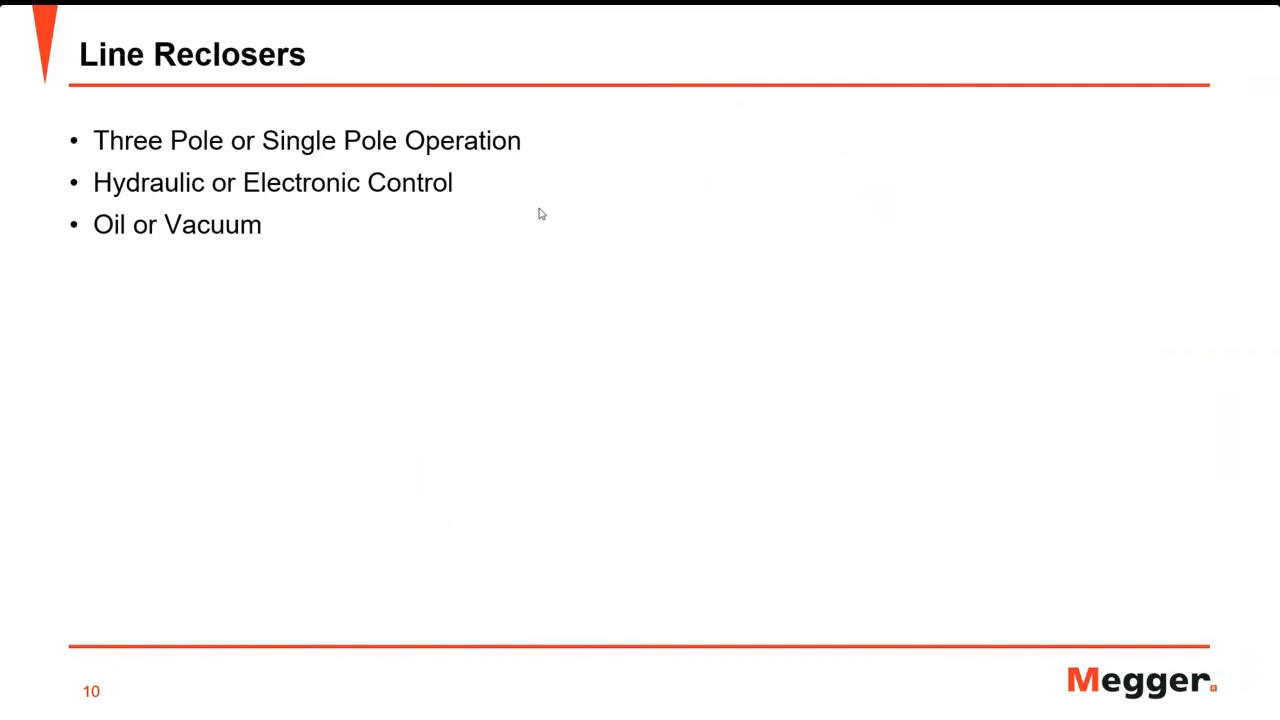 Line Reclosers
• Three Pole or Single Pole Operation
• Hydraulic or Electronic Control
• Oil or Vacuum
10
Megger.